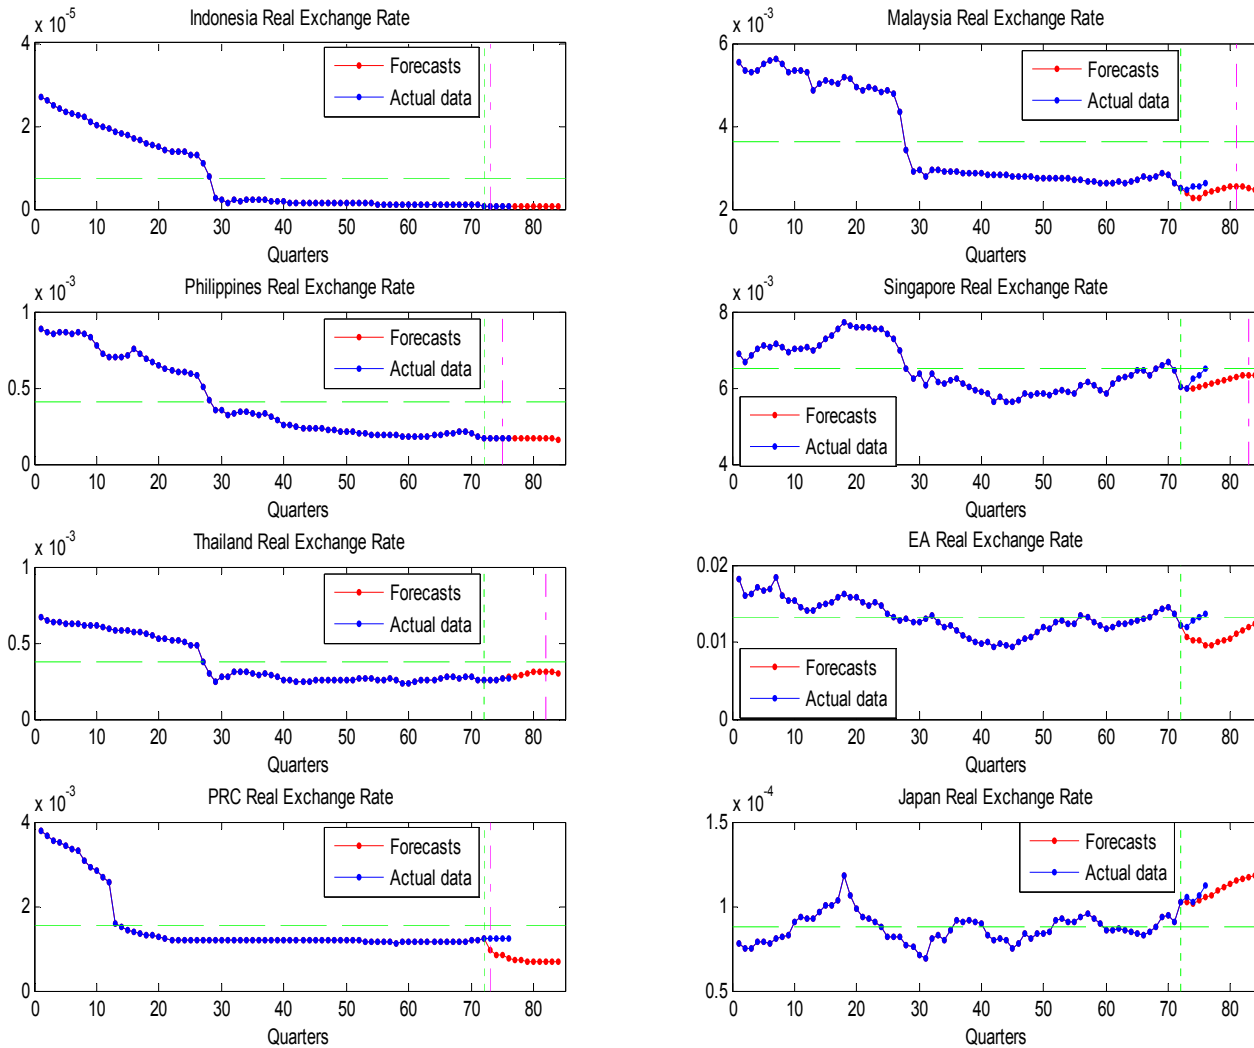 Indonesia Real Exchange Rate
x 10^-5
4
2
0
0 10 20 30 40 50 60 70 80
Quarters
Forecasts
Actual data
Malaysia Real Exchange Rate
x 10^-3
6
4
2
0 10 20 30 40 50 60 70 80
Quarters
Forecasts
Actual data
Philippines Real Exchange Rate
x 10^-3
1
0.5
0
0 10 20 30 40 50 60 70 80
Quarters
Forecasts
Actual data
Singapore Real Exchange Rate
x 10^-3
8
6
4
0 10 20 30 40 50 60 70 80
Quarters
Forecasts
Actual data
Thailand Real Exchange Rate
x 10^-3
1
0.5
0
0 10 20 30 40 50 60 70 80
Quarters
Forecasts
Actual data
EA Real Exchange Rate
0.02
0.01
0
0 10 20 30 40 50 60 70 80
Quarters
Forecasts
Actual data
PRC Real Exchange Rate
x 10^-3
4
2
0
0 10 20 30 40 50 60 70 80
Quarters
Forecasts
Actual data
Japan Real Exchange Rate
x 10^-4
1.5
1
0.5
0 10 20 30 40 50 60 70 80
Quarters
Forecasts
Actual data